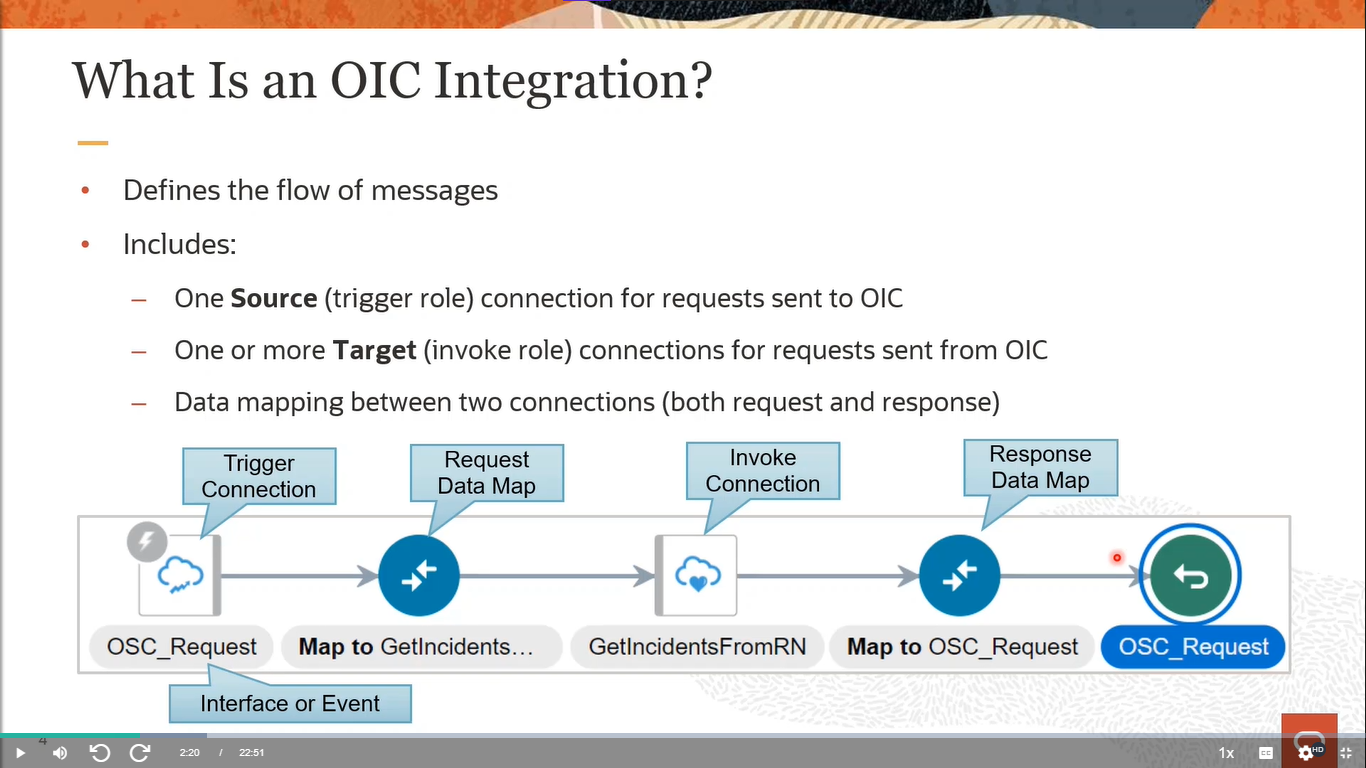 What Is an OIC Integration?
• Defines the flow of messages
• Includes:
– One Source (trigger role) connection for requests sent to OIC
– One or more Target (invoke role) connections for requests sent from OIC
– Data mapping between two connections (both request and response)
Trigger
Connection
Request
Data Map
Invoke
Connection
Response
Data Map
OSC_Request
Map to GetIncidents...
GetIncidentsFromRN
Map to OSC_Request
OSC_Request
Interface or Event
4
2:20 / 22:51
1x
CC
HD